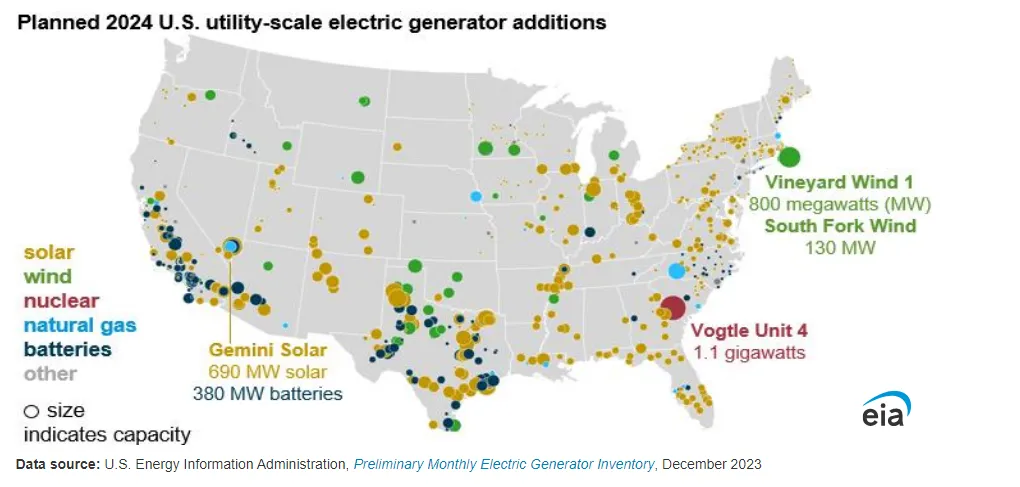 Planned 2024 U.S. utility-scale electric generator additions
Vineyard Wind 1
800 megawatts (MW)
South Fork Wind
130 MW
solar
wind
nuclear
natural gas
batteries
other
size
indicates capacity
Gemini Solar
690 MW solar
380 MW batteries
Vogtle Unit 4
1.1 gigawatts
eia
Data source: U.S. Energy Information Administration, Preliminary Monthly Electric Generator Inventory, December 2023